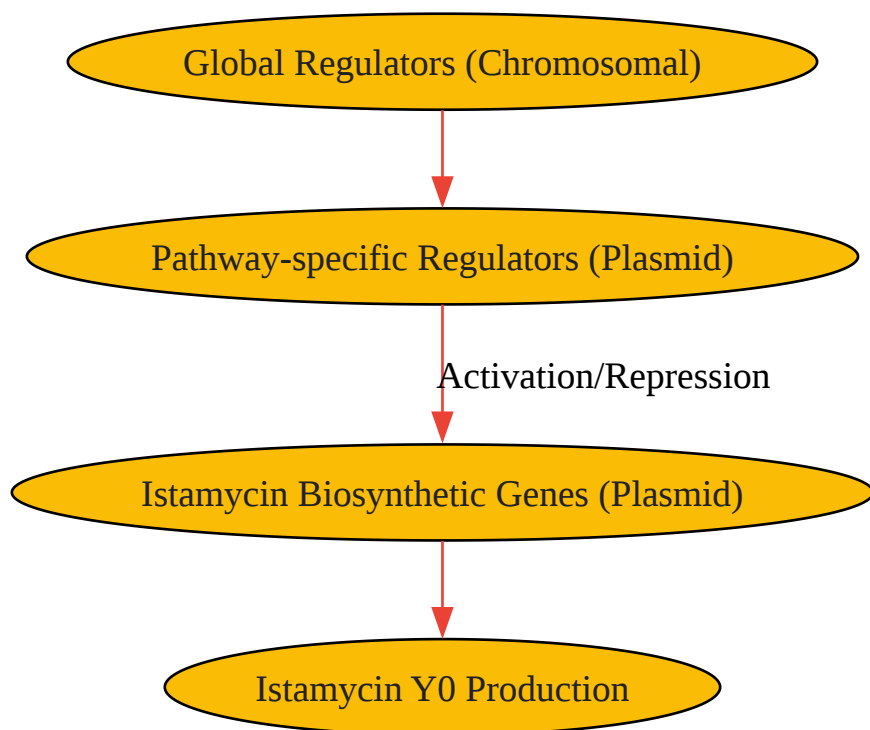 Global Regulators (Chromosomal)
Pathway-specific Regulators (Plasmid)
Activation/Repression
Istamycin Biosynthetic Genes (Plasmid)
Istamycin Y0 Production